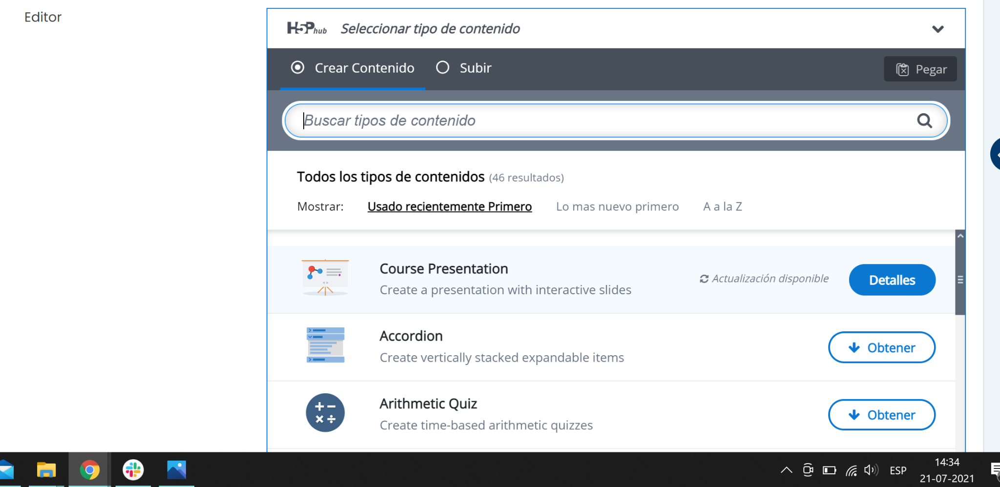 Editor
H5P hub Seleccionar tipo de contenido
Crear Contenido Subir Pegar
Buscar tipos de contenido
Todos los tipos de contenidos (46 resultados)
Mostrar: Usado recientemente Primero Lo mas nuevo primero A a la Z
Course Presentation
Create a presentation with interactive slides
Actualización disponible Detalles
Accordion
Create vertically stacked expandable items
Obtener
Arithmetic Quiz
Create time-based arithmetic quizzes
Obtener
ESP
14:34
21-07-2021